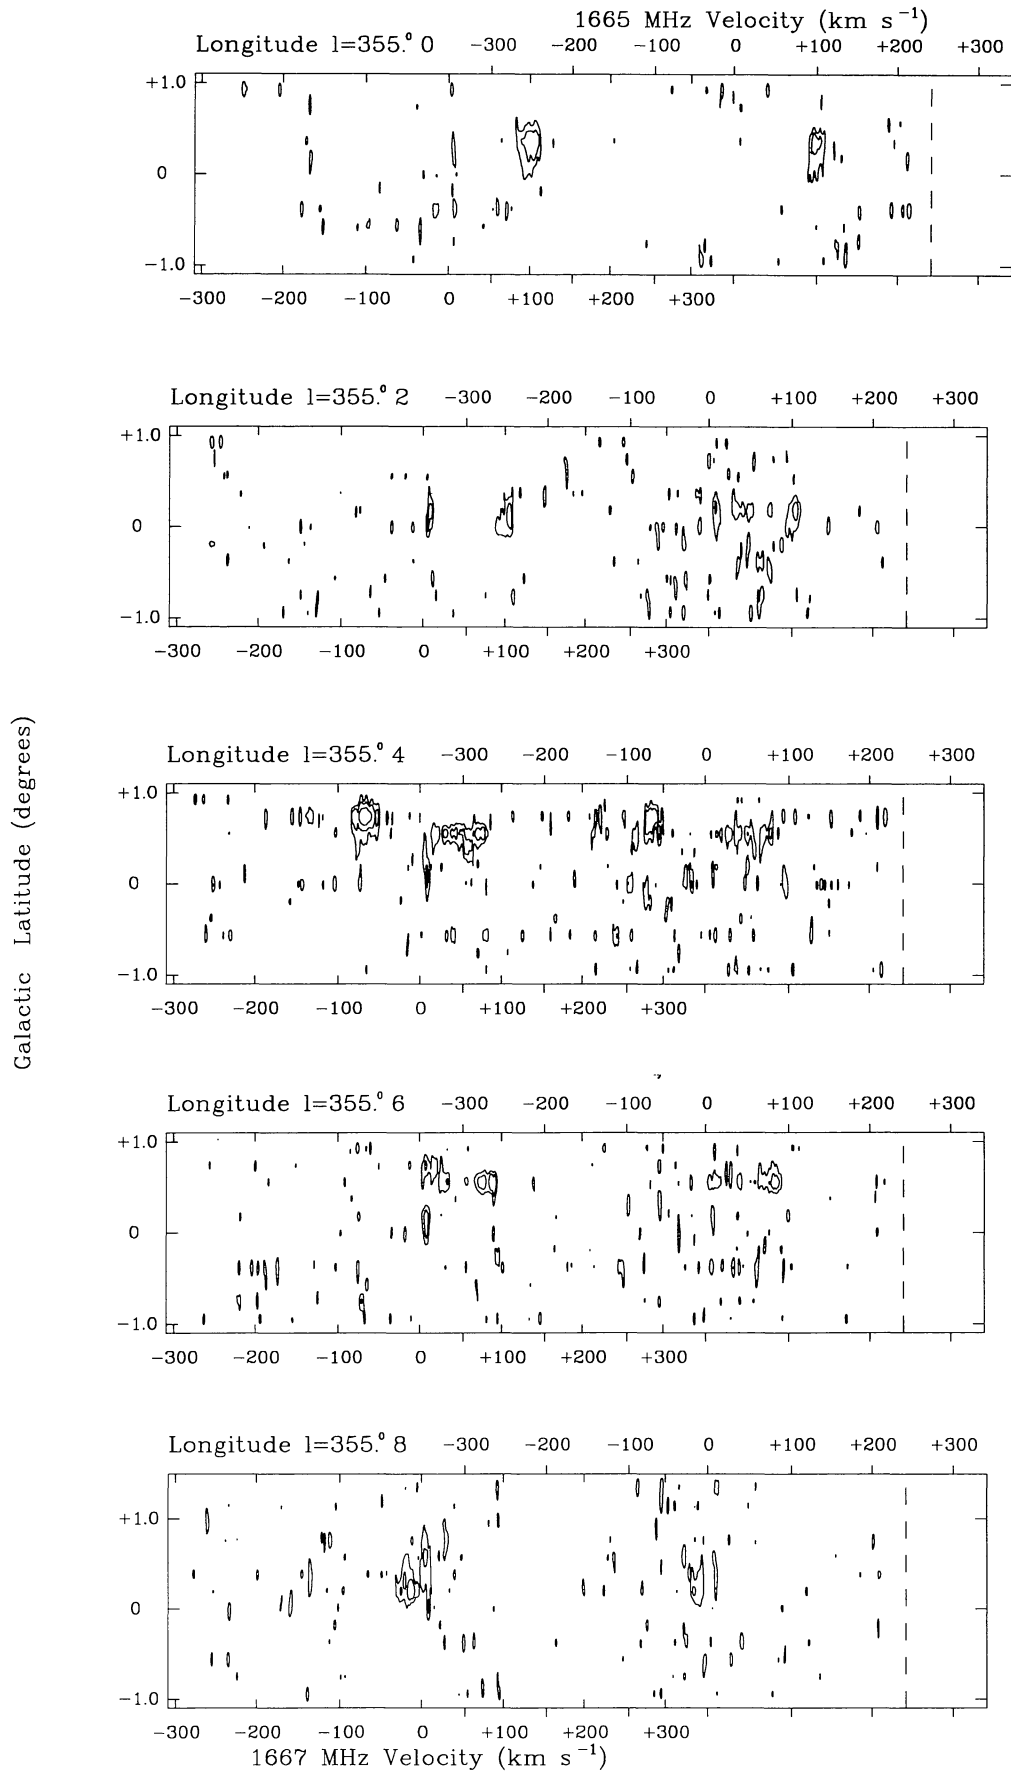 1665 MHz Velocity (km s⁻¹)
Longitude l=355.°0 −300 −200 −100 0 +100 +200 +300
+1.0
0
−1.0
−300 −200 −100 0 +100 +200 +300
Longitude l=355.°2 −300 −200 −100 0 +100 +200 +300
+1.0
0
−1.0
−300 −200 −100 0 +100 +200 +300
Galactic Latitude (degrees)
Longitude l=355.°4 −300 −200 −100 0 +100 +200 +300
+1.0
0
−1.0
−300 −200 −100 0 +100 +200 +300
Longitude l=355.°6 −300 −200 −100 0 +100 +200 +300
+1.0
0
−1.0
−300 −200 −100 0 +100 +200 +300
Longitude l=355.°8 −300 −200 −100 0 +100 +200 +300
+1.0
0
−1.0
−300 −200 −100 0 +100 +200 +300
1667 MHz Velocity (km s⁻¹)